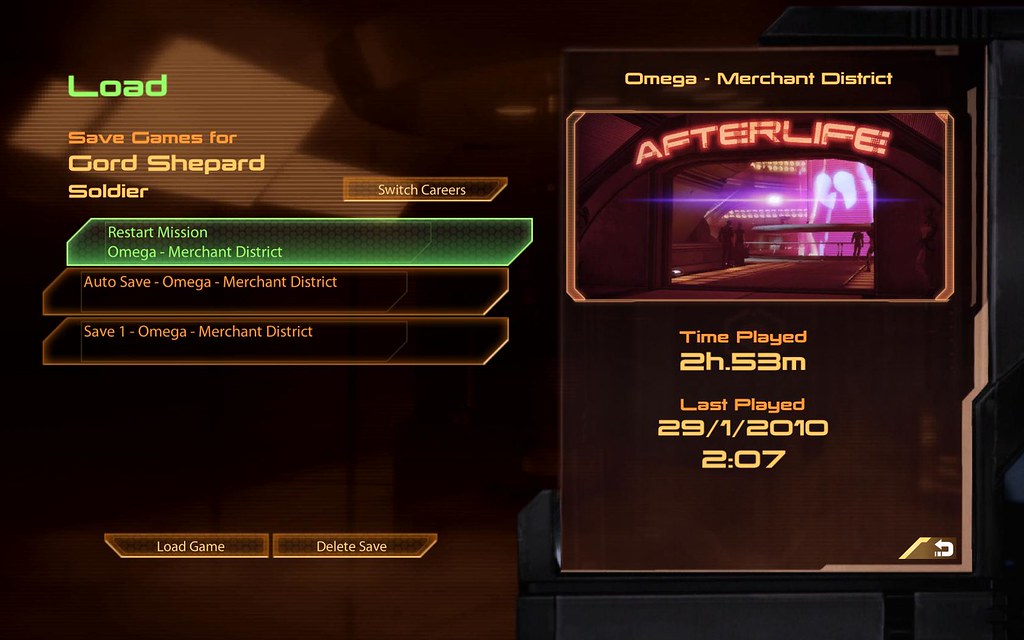 Load
Save Games for
Gord Shepard
Soldier
Switch Careers
Restart Mission
Omega - Merchant District
Auto Save - Omega - Merchant District
Save 1 - Omega - Merchant District
Load Game
Delete Save
Omega - Merchant District
AFTERLIFE
Time Played
2h.53m
Last Played
29/1/2010
2:07